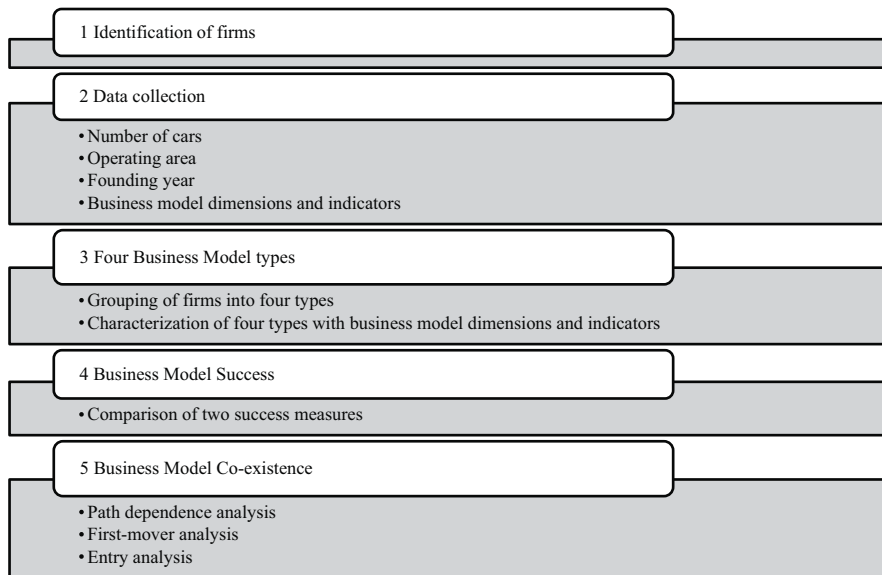 1 Identification of firms
2 Data collection
• Number of cars
• Operating area
• Founding year
• Business model dimensions and indicators
3 Four Business Model types
• Grouping of firms into four types
• Characterization of four types with business model dimensions and indicators
4 Business Model Success
• Comparison of two success measures
5 Business Model Co-existence
• Path dependence analysis
• First-mover analysis
• Entry analysis